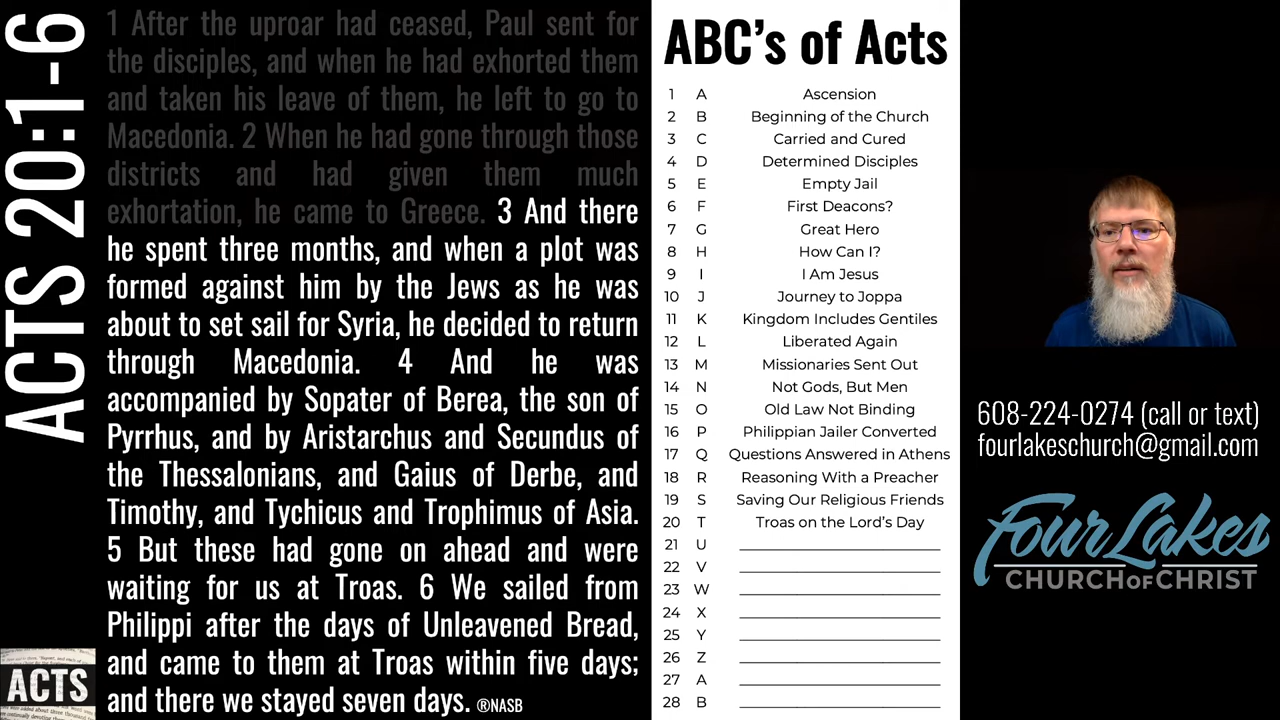 ACTS 20:1-6
1 After the uproar had ceased, Paul sent for
the disciples, and when he had exhorted them
and taken his leave of them, he left to go to
Macedonia. 2 When he had gone through those
districts and had given them much
exhortation, he came to Greece. 3 And there
he spent three months, and when a plot was
formed against him by the Jews as he was
about to set sail for Syria, he decided to return
through Macedonia. 4 And he was
accompanied by Sopater of Berea, the son of
Pyrrhus, and by Aristarchus and Secundus of
the Thessalonians, and Gaius of Derbe, and
Timothy, and Tychicus and Trophimus of Asia.
5 But these had gone on ahead and were
waiting for us at Troas. 6 We sailed from
Philippi after the days of Unleavened Bread,
and came to them at Troas within five days;
and there we stayed seven days. ®NASB
ACTS
ABC's of Acts
1 A Ascension
2 B Beginning of the Church
3 C Carried and Cured
4 D Determined Disciples
5 E Empty Jail
6 F First Deacons?
7 G Great Hero
8 H How Can I?
9 I I Am Jesus
10 J Journey to Joppa
11 K Kingdom Includes Gentiles
12 L Liberated Again
13 M Missionaries Sent Out
14 N Not Gods, But Men
15 O Old Law Not Binding
16 P Philippian Jailer Converted
17 Q Questions Answered in Athens
18 R Reasoning With a Preacher
19 S Saving Our Religious Friends
20 T Troas on the Lord's Day
21 U
22 V
23 W
24 X
25 Y
26 Z
27 A
28 B
608-224-0274 (call or text)
fourlakeschurch@gmail.com
Four Lakes
CHURCH OF CHRIST